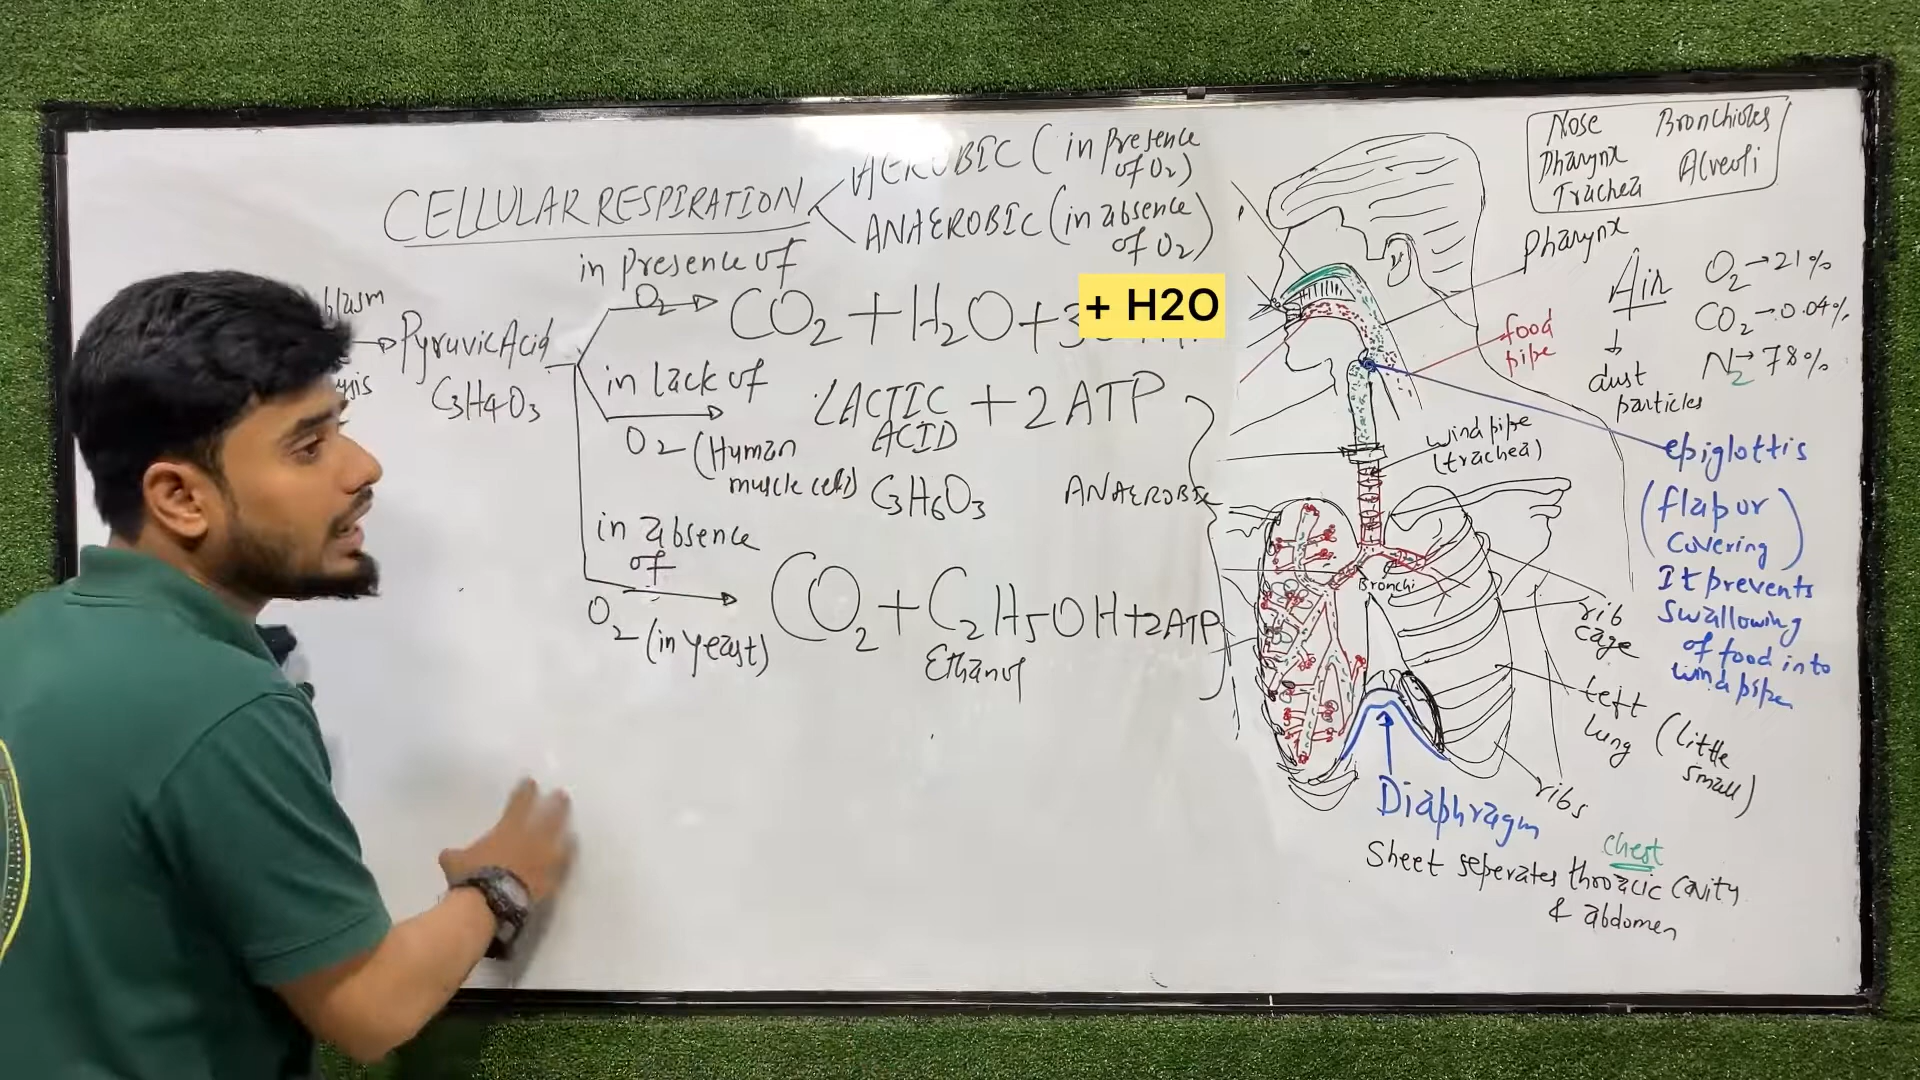 CELLULAR RESPIRATION
AEROBIC (in presence
of O2)
ANAEROBIC (in absence
of O2)
in presence of
O2
CO2 + H2O + 3
+ H2O
Pyruvic Acid
C3H4O3
in lack of
O2 (Human
muscle cells)
LACTIC + 2 ATP
ACID
C3H6O3
ANAEROBIC
in absence
of
O2 (in yeast)
CO2 + C2H5OH + 2ATP
Ethanol
Nose
Pharynx
Trachea
Bronchioles
Alveoli
Pharynx
Air
dust
particles
O2 → 21%
CO2 → 0.04%
N2 → 78%
food
pipe
wind pipe
(trachea)
epiglottis
(flap or
covering)
It prevents
swallowing
of food into
wind pipe
Bronchi
rib
cage
left
lung (little
small)
ribs
Diaphragm
chest
Sheet seperates thoracic cavity
& abdomen